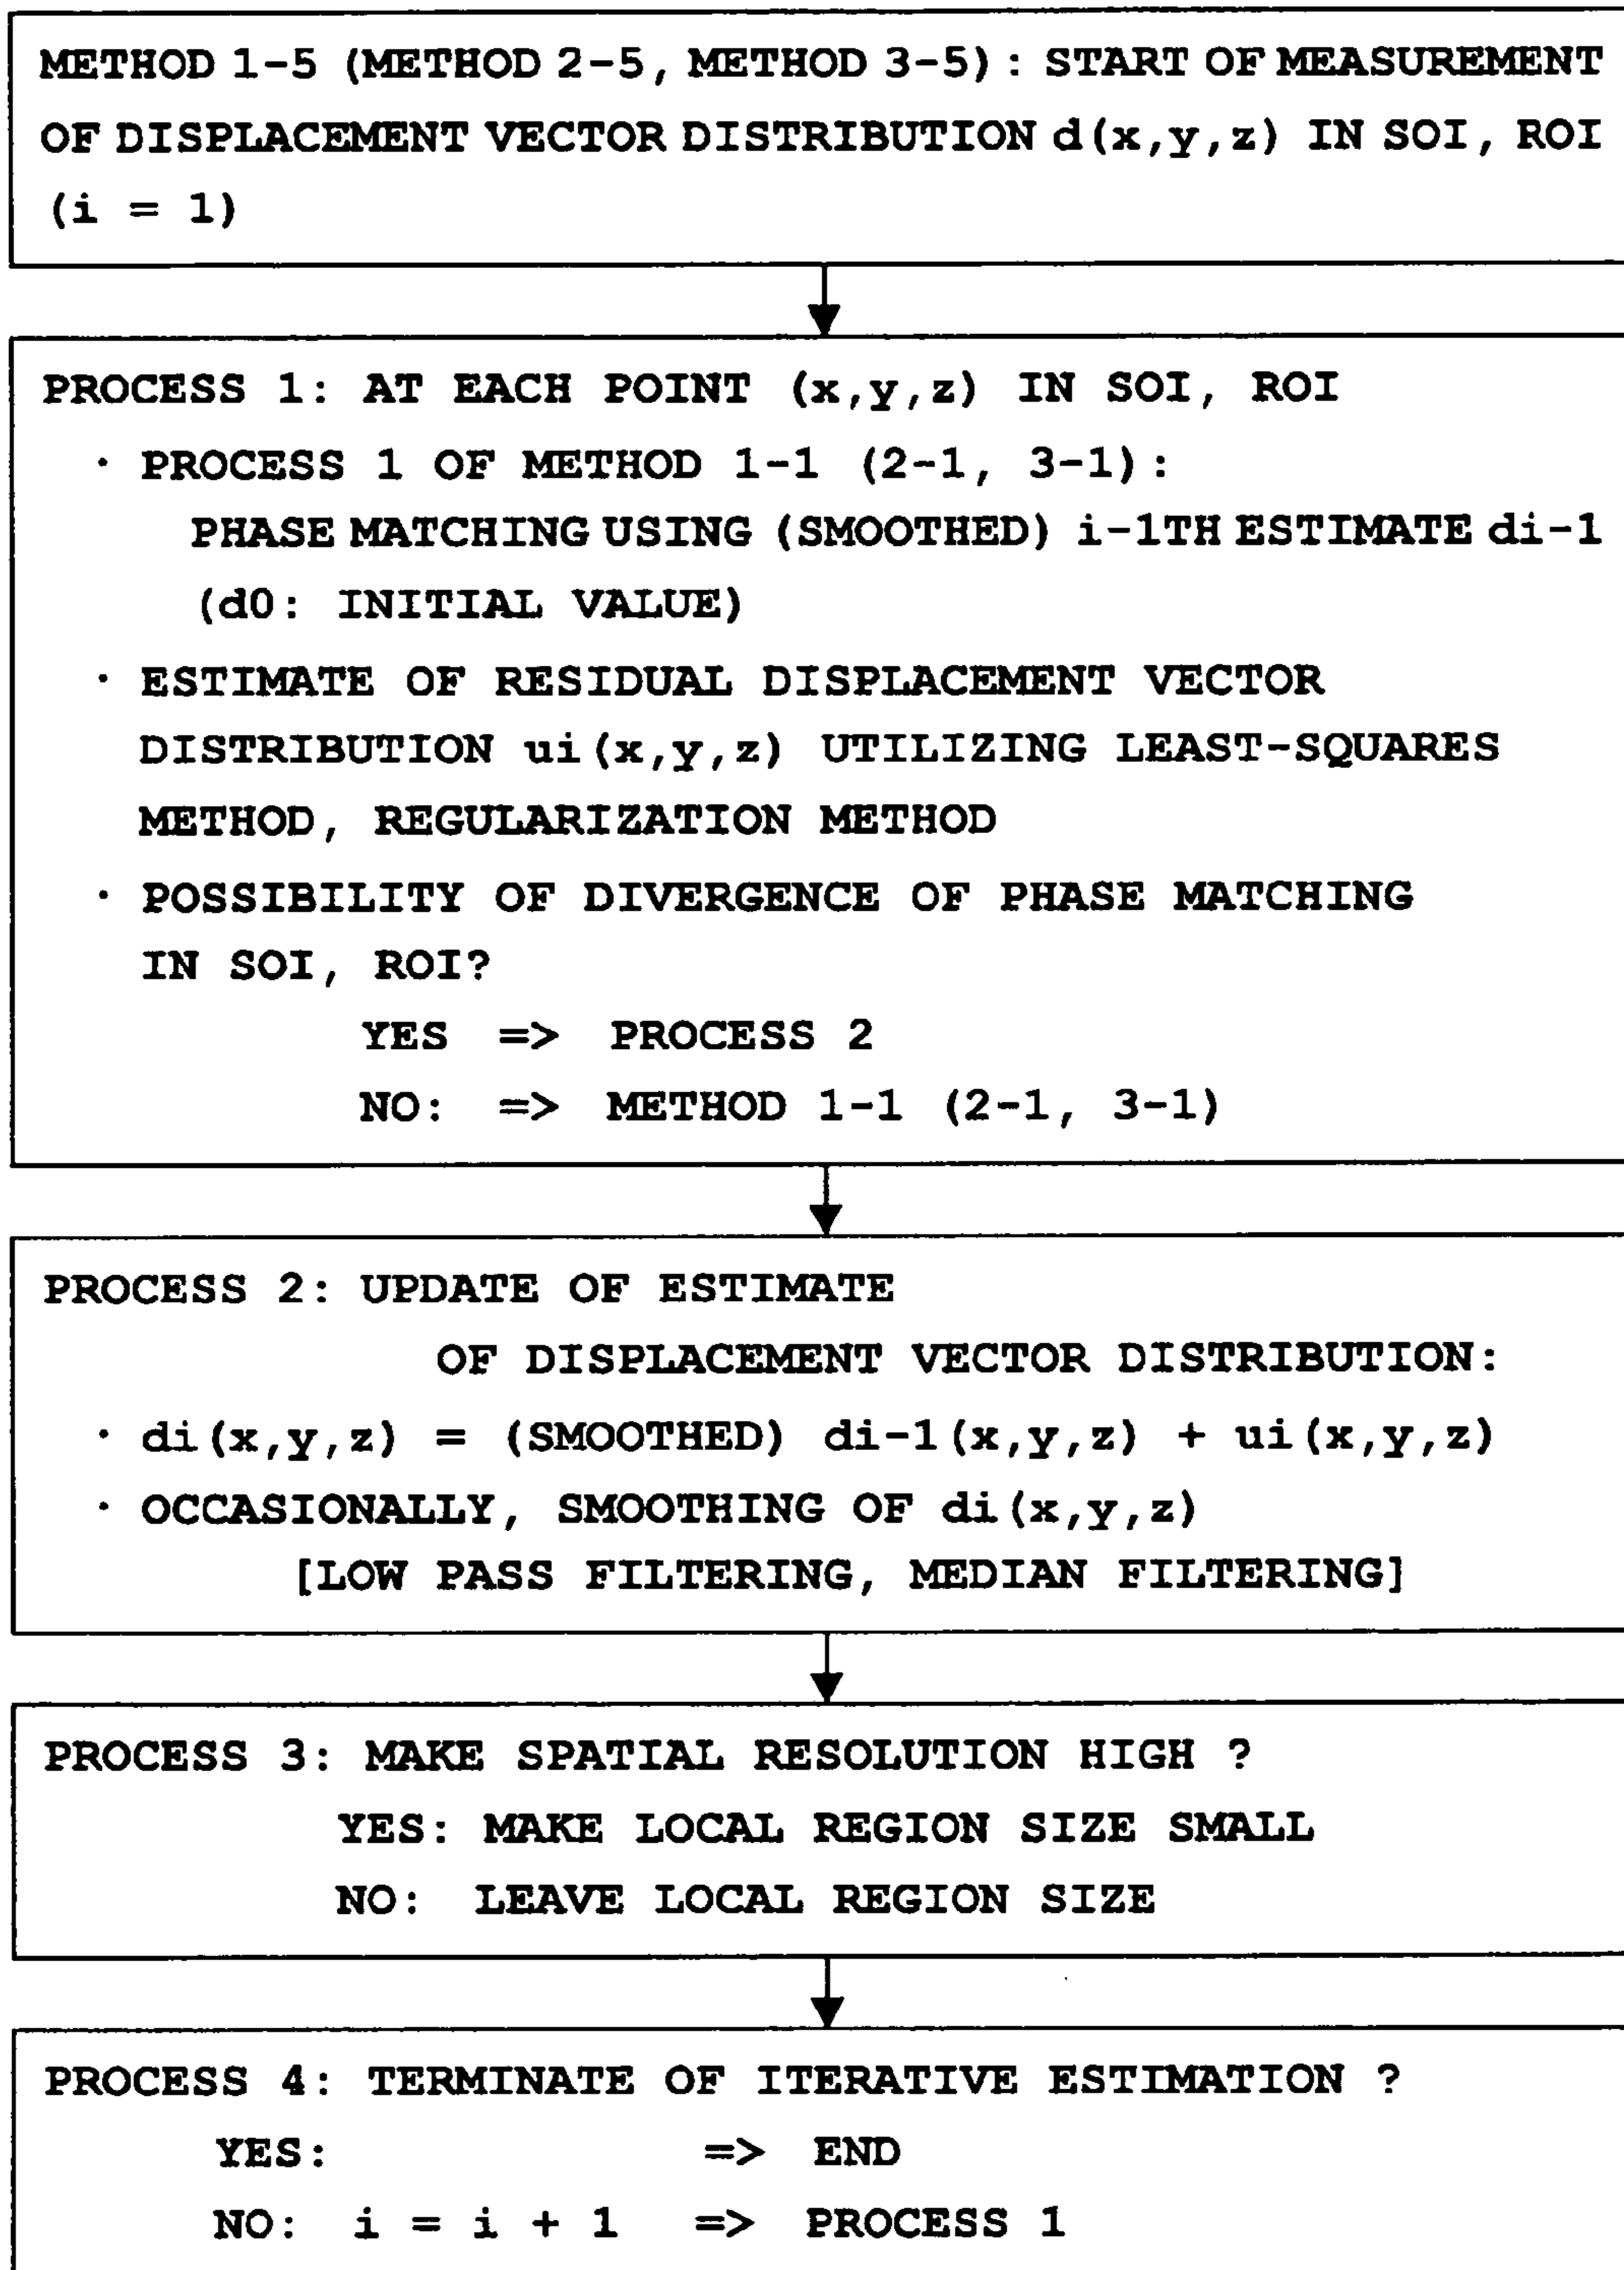 METHOD 1-5 (METHOD 2-5, METHOD 3-5): START OF MEASUREMENT
OF DISPLACEMENT VECTOR DISTRIBUTION d(x,y,z) IN SOI, ROI
(i = 1)
PROCESS 1: AT EACH POINT (x,y,z) IN SOI, ROI
· PROCESS 1 OF METHOD 1-1 (2-1, 3-1):
PHASE MATCHING USING (SMOOTHED) i-1TH ESTIMATE di-1
(d0: INITIAL VALUE)
· ESTIMATE OF RESIDUAL DISPLACEMENT VECTOR
DISTRIBUTION ui(x,y,z) UTILIZING LEAST-SQUARES
METHOD, REGULARIZATION METHOD
· POSSIBILITY OF DIVERGENCE OF PHASE MATCHING
IN SOI, ROI?
YES => PROCESS 2
NO: => METHOD 1-1 (2-1, 3-1)
PROCESS 2: UPDATE OF ESTIMATE
OF DISPLACEMENT VECTOR DISTRIBUTION:
· di(x,y,z) = (SMOOTHED) di-1(x,y,z) + ui(x,y,z)
· OCCASIONALLY, SMOOTHING OF di(x,y,z)
[LOW PASS FILTERING, MEDIAN FILTERING]
PROCESS 3: MAKE SPATIAL RESOLUTION HIGH ?
YES: MAKE LOCAL REGION SIZE SMALL
NO: LEAVE LOCAL REGION SIZE
PROCESS 4: TERMINATE OF ITERATIVE ESTIMATION ?
YES: => END
NO: i = i + 1 => PROCESS 1